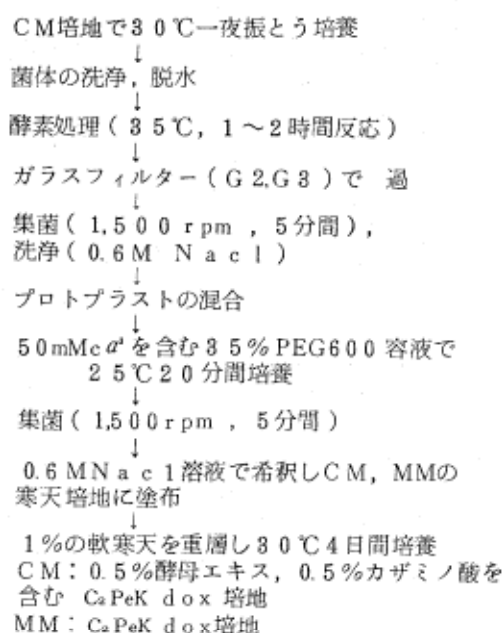 CM培地で30℃一夜振とう培養
↓
菌体の洗浄,脱水
↓
酵素処理(35℃,1~2時間反応)
↓
ガラスフィルター(G2,G3)で 過
↓
集菌(1,500rpm,5分間),
洗浄(0.6M Nacl)
↓
プロトプラストの混合
↓
50mMcaを含む35%PEG600溶液で
25℃20分間培養
↓
集菌(1,500rpm,5分間)
↓
0.6MNacl溶液で希釈しCM,MMの
寒天培地に塗布
↓
1%の軟寒天を重層し30℃4日間培養
CM:0.5%酵母エキス,0.5%カザミノ酸を
含む CaPeK dox 培地
MM:CaPeK dox培地